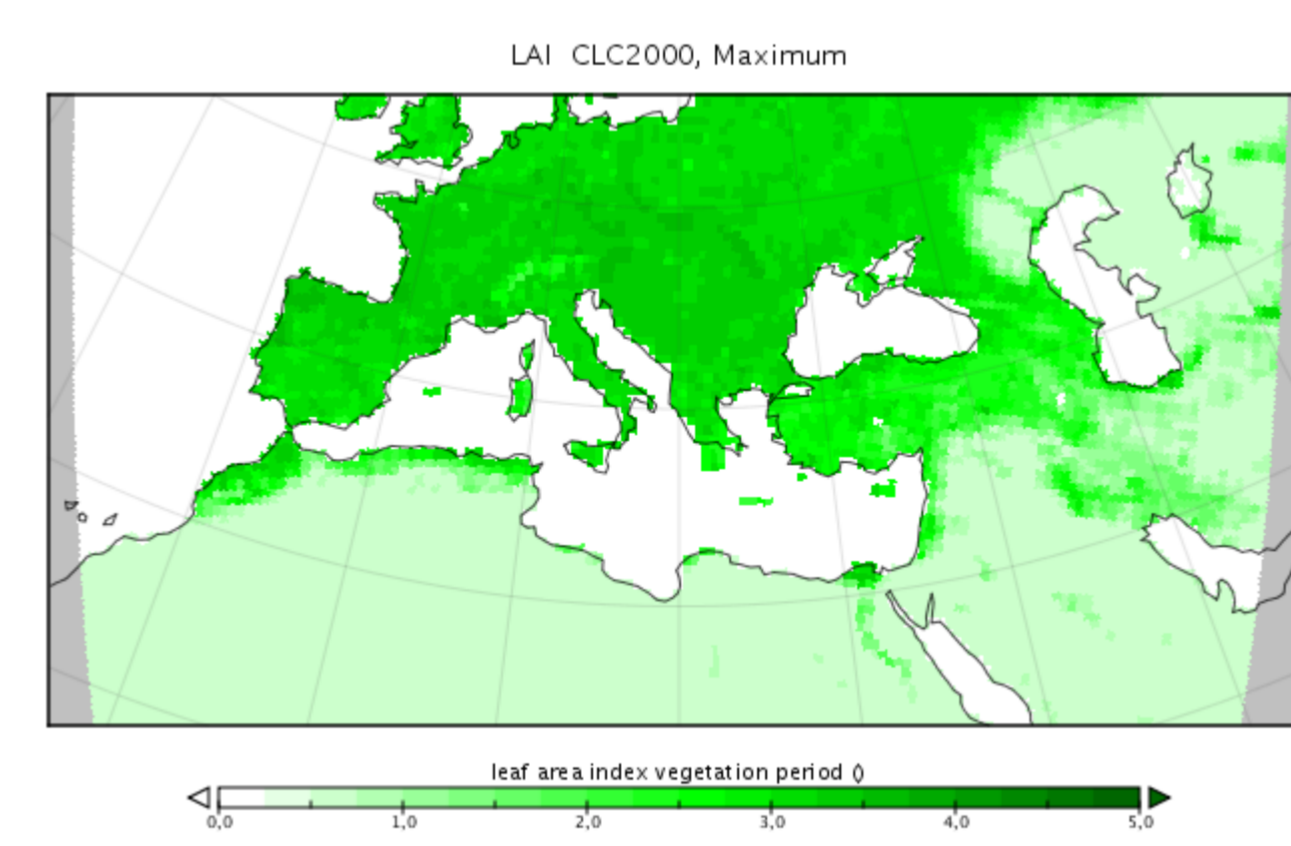 LAI CLC2000, Maximum
leaf area index vegetation period ()
0,0 1,0 2,0 3,0 4,0 5,0